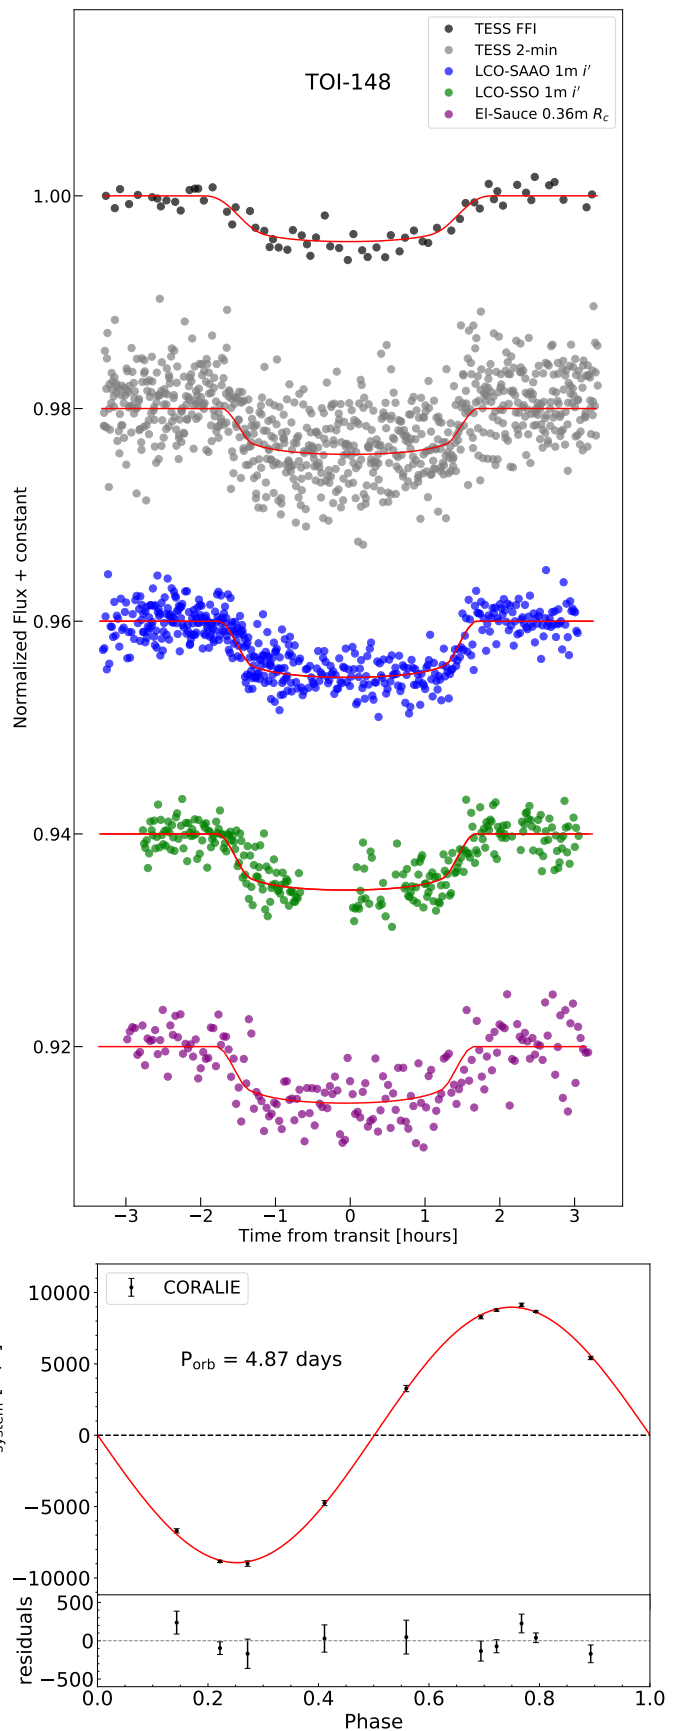 TESS FFI
TESS 2-min
LCO-SAAO 1m i′
LCO-SSO 1m i′
El-Sauce 0.36m Rc
TOI-148
1.00
0.98
0.96
0.94
0.92
Normalized Flux + constant
−3 −2 −1 0 1 2 3
Time from transit [hours]
CORALIE
Porb = 4.87 days
10000
5000
0
−5000
−10000
system
500
0
−500
residuals
0.0 0.2 0.4 0.6 0.8 1.0
Phase